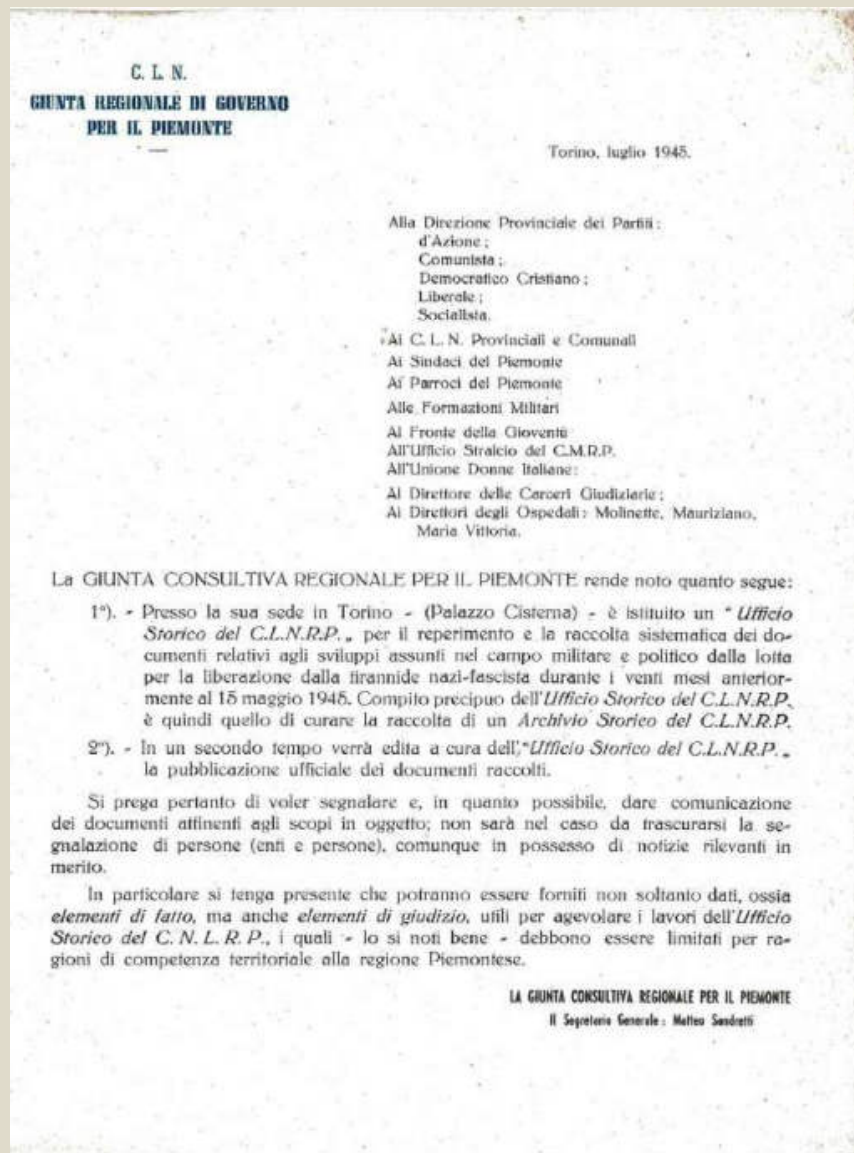 C. L. N.
GIUNTA REGIONALE DI GOVERNO
PER IL PIEMONTE
Torino, luglio 1945.
Alla Direzione Provinciale dei Partiti:
d'Azione;
Comunista;
Democratico Cristiano;
Liberale;
Socialista.
Ai C. L. N. Provinciali e Comunali
Ai Sindaci del Piemonte
Ai Parroci del Piemonte
Alle Formazioni Militari
Al Fronte della Gioventù
All'Ufficio Stralcio del C.M.R.P.
All'Unione Donne Italiane:
Al Direttore delle Carceri Giudiziarie;
Ai Direttori degli Ospedali: Molinette, Mauriziano,
Maria Vittoria.
La GIUNTA CONSULTIVA REGIONALE PER IL PIEMONTE rende noto quanto segue:
1°). - Presso la sua sede in Torino - (Palazzo Cisterna) - è istituito un "Ufficio
Storico del C.L.N.R.P.„ per il reperimento e la raccolta sistematica dei do-
cumenti relativi agli sviluppi assunti nel campo militare e politico dalla lotta
per la liberazione dalla tirannide nazi-fascista durante i venti mesi anterior-
mente al 15 maggio 1945. Compito precipuo dell'Ufficio Storico del C.L.N.R.P.
è quindi quello di curare la raccolta di un Archivio Storico del C.L.N.R.P.
2°). - In un secondo tempo verrà edita a cura dell'"Ufficio Storico del C.L.N.R.P.„
la pubblicazione ufficiale dei documenti raccolti.
Si prega pertanto di voler segnalare e, in quanto possibile, dare comunicazione
dei documenti attinenti agli scopi in oggetto; non sarà nel caso da trascurarsi la se-
gnalazione di persone (enti e persone), comunque in possesso di notizie rilevanti in
merito.
In particolare si tenga presente che potranno essere forniti non soltanto dati, ossia
elementi di fatto, ma anche elementi di giudizio, utili per agevolare i lavori dell'Ufficio
Storico del C. N. L. R. P., i quali - lo si noti bene - debbono essere limitati per ra-
gioni di competenza territoriale alla regione Piemontese.
LA GIUNTA CONSULTIVA REGIONALE PER IL PIEMONTE
Il Segretario Generale: Matteo Sandretti